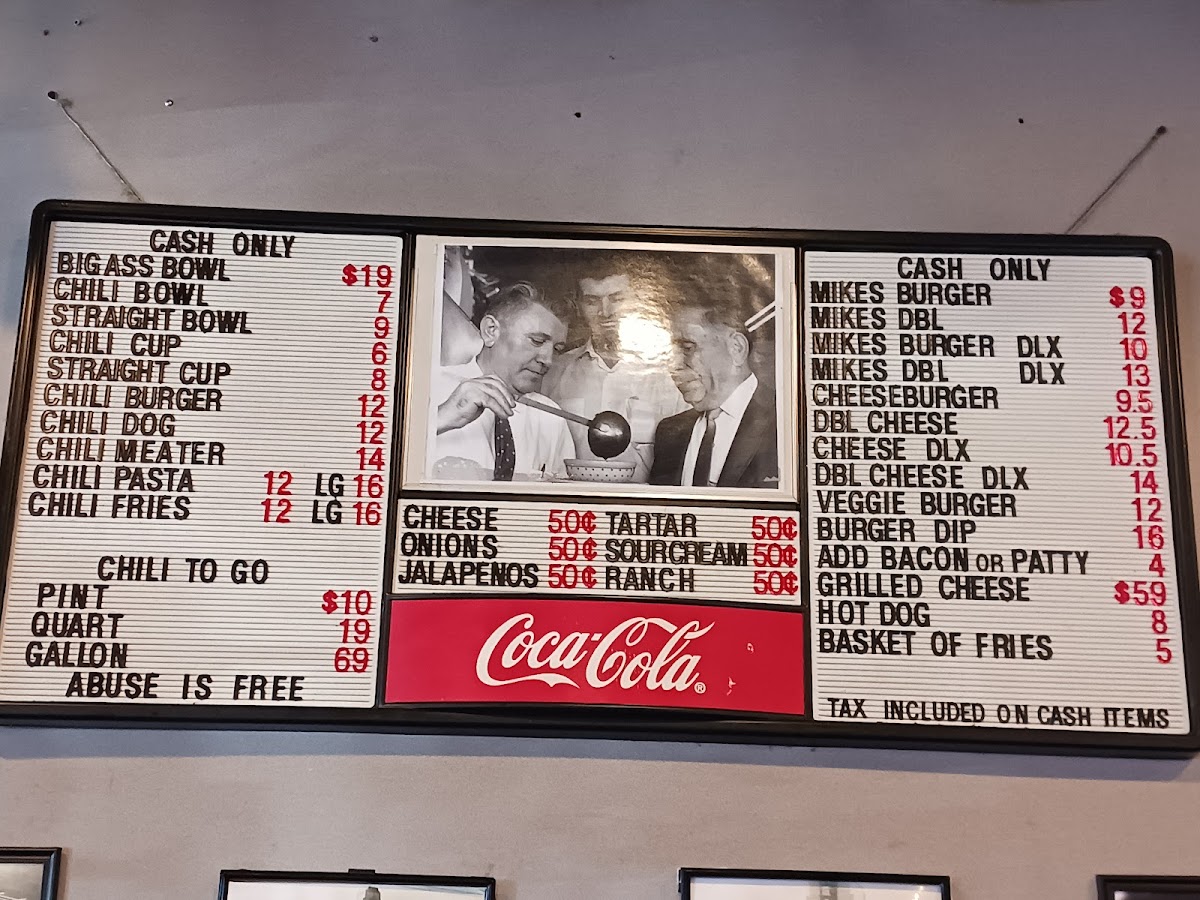 CASH ONLY
BIG ASS BOWL $19
CHILI BOWL 7
STRAIGHT BOWL 9
CHILI CUP 6
STRAIGHT CUP 8
CHILI BURGER 12
CHILI DOG 12
CHILI MEATER 14
CHILI PASTA 12 LG 16
CHILI FRIES 12 LG 16
CHILI TO GO
PINT $10
QUART 19
GALLON 69
ABUSE IS FREE
CHEESE 50¢ TARTAR 50¢
ONIONS 50¢ SOUR CREAM 50¢
JALAPENOS 50¢ RANCH 50¢
Coca-Cola®
CASH ONLY
MIKES BURGER $9
MIKES DBL 12
MIKES BURGER DLX 10
MIKES DBL DLX 13
CHEESEBURGER 9.5
DBL CHEESE 12.5
CHEESE DLX 10.5
DBL CHEESE DLX 14
VEGGIE BURGER 12
BURGER DIP 16
ADD BACON OR PATTY 4
GRILLED CHEESE $59
HOT DOG 8
BASKET OF FRIES 5
TAX INCLUDED ON CASH ITEMS